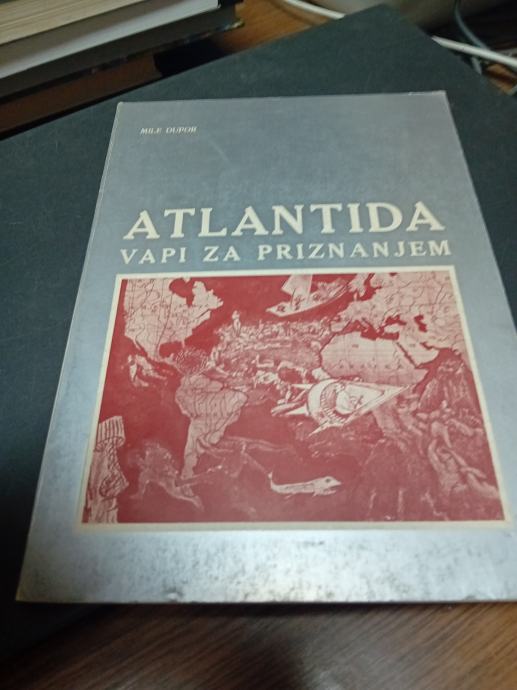 MILE DUPOR
ATLANTIDA
VAPI ZA PRIZNANJEM